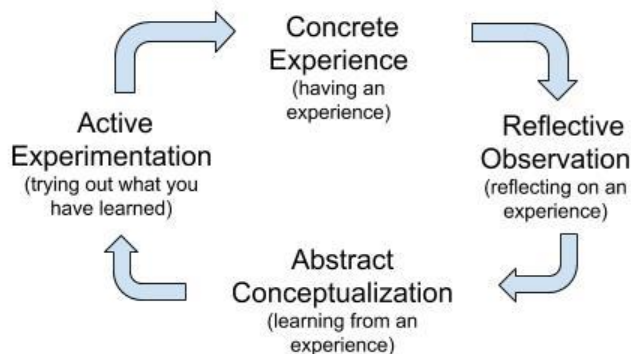 Concrete
Experience
(having an
experience)
Reflective
Observation
(reflecting on an
experience)
Abstract
Conceptualization
(learning from an
experience)
Active
Experimentation
(trying out what you
have learned)